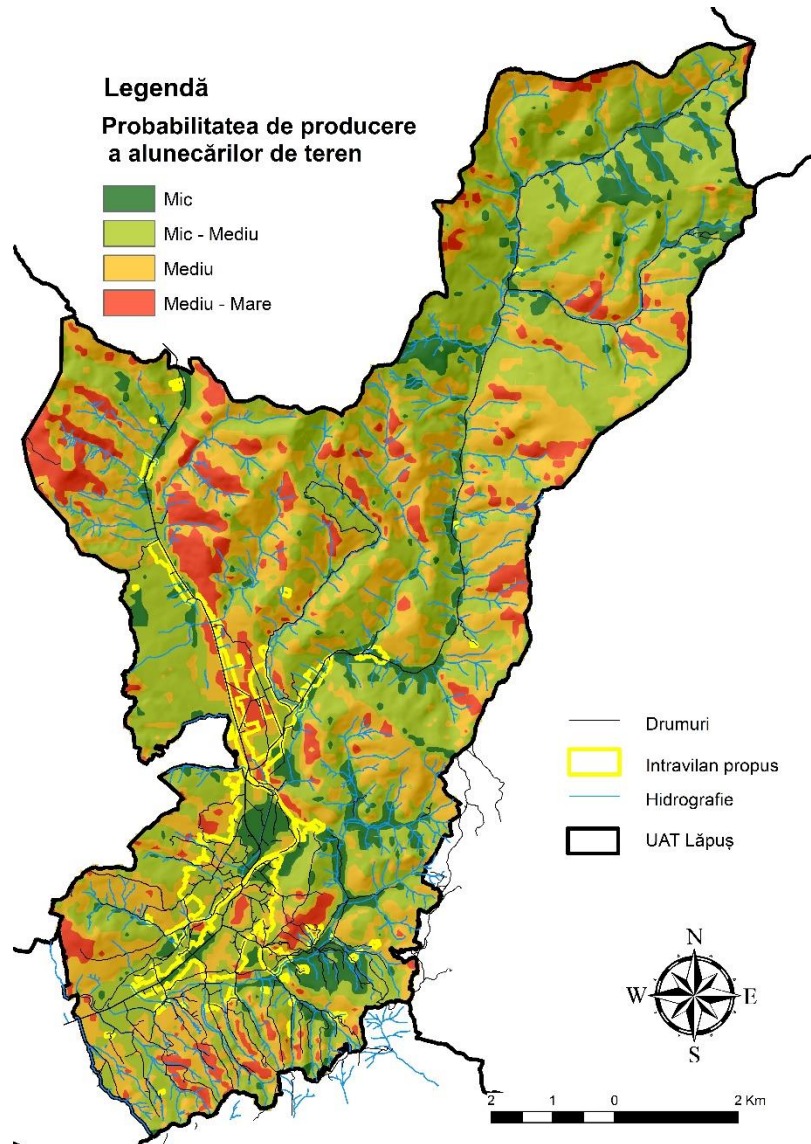 Legendă
Probabilitatea de producere
a alunecărilor de teren
Mic
Mic - Mediu
Mediu
Mediu - Mare
Drumuri
Intravilan propus
Hidrografie
UAT Lăpuș
N
W E
S
2 1 0 2 Km